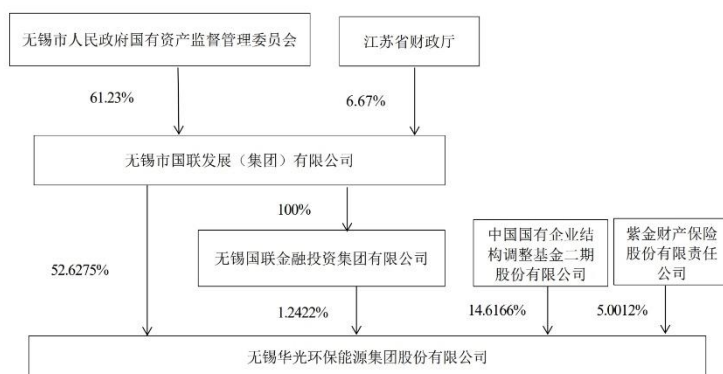 无锡市人民政府国有资产监督管理委员会
江苏省财政厅
61.23%
6.67%
无锡市国联发展（集团）有限公司
100%
52.6275%
无锡国联金融投资集团有限公司
中国国有企业结
构调整基金二期
股份有限公司
紫金财产保险
股份有限责任
公司
1.2422%
14.6166%
5.0012%
无锡华光环保能源集团股份有限公司